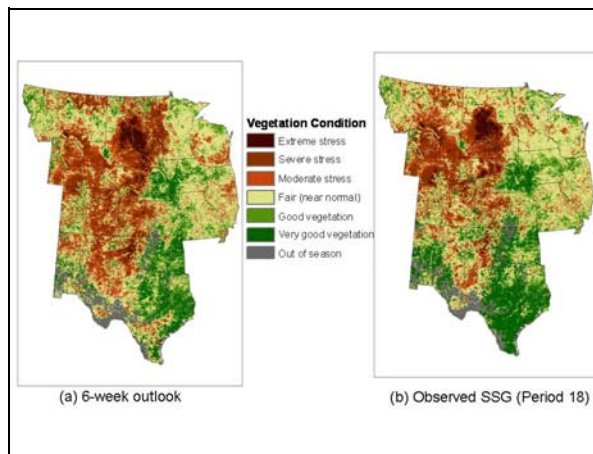 Vegetation Condition
Extreme stress
Severe stress
Moderate stress
Fair (near normal)
Good vegetation
Very good vegetation
Out of season
(a) 6-week outlook
(b) Observed SSG (Period 18)